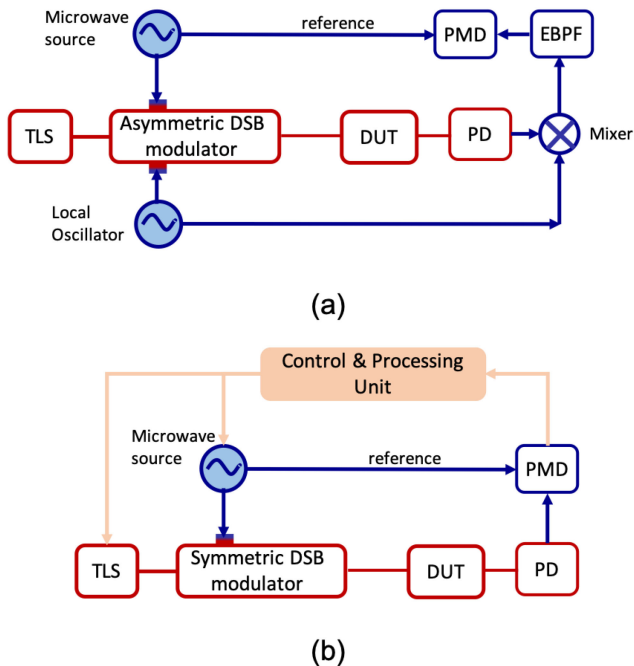 Microwave
source
reference
PMD
EBPF
TLS
Asymmetric DSB
modulator
DUT
PD
Mixer
Local
Oscillator
(a)
Control & Processing
Unit
Microwave
source
reference
PMD
TLS
Symmetric DSB
modulator
DUT
PD
(b)